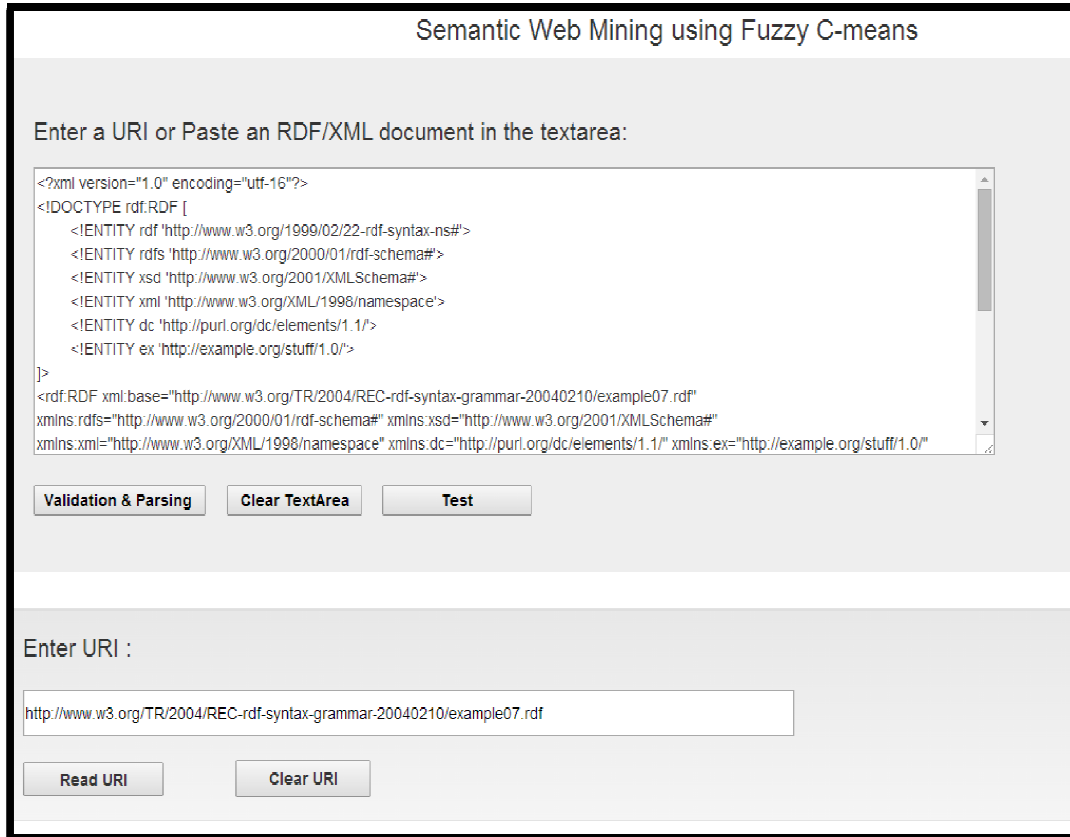 Semantic Web Mining using Fuzzy C-means
Enter a URI or Paste an RDF/XML document in the textarea:
<?xml version="1.0" encoding="utf-16"?>
<!DOCTYPE rdf:RDF [
<!ENTITY rdf 'http://www.w3.org/1999/02/22-rdf-syntax-ns#'>
<!ENTITY rdfs 'http://www.w3.org/2000/01/rdf-schema#'>
<!ENTITY xsd 'http://www.w3.org/2001/XMLSchema#'>
<!ENTITY xml 'http://www.w3.org/XML/1998/namespace'>
<!ENTITY dc 'http://purl.org/dc/elements/1.1/'>
<!ENTITY ex 'http://example.org/stuff/1.0/'>
]>
<rdf:RDF xml:base="http://www.w3.org/TR/2004/REC-rdf-syntax-grammar-20040210/example07.rdf"
xmlns:rdfs="http://www.w3.org/2000/01/rdf-schema#" xmlns:xsd="http://www.w3.org/2001/XMLSchema#"
xmlns:xml="http://www.w3.org/XML/1998/namespace" xmlns:dc="http://purl.org/dc/elements/1.1/" xmlns:ex="http://example.org/stuff/1.0/"
Validation & Parsing Clear TextArea Test
Enter URI :
http://www.w3.org/TR/2004/REC-rdf-syntax-grammar-20040210/example07.rdf
Read URI Clear URI